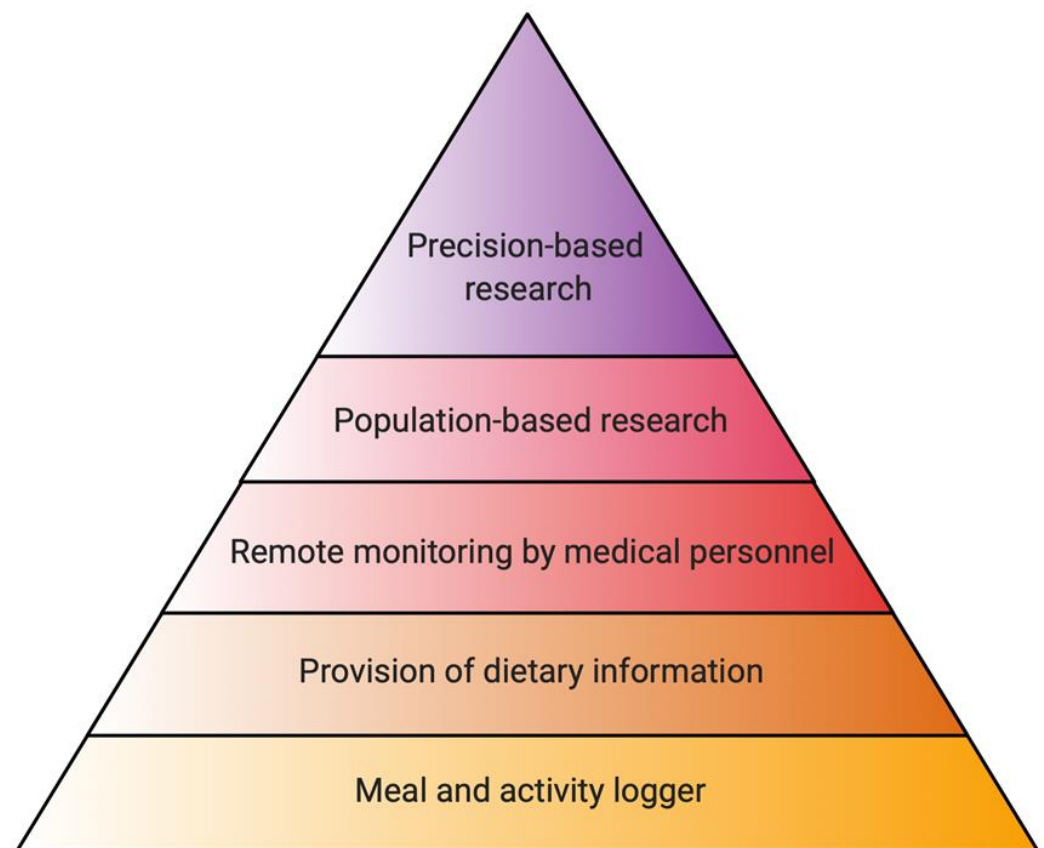 Precision-based
research
Population-based research
Remote monitoring by medical personnel
Provision of dietary information
Meal and activity logger